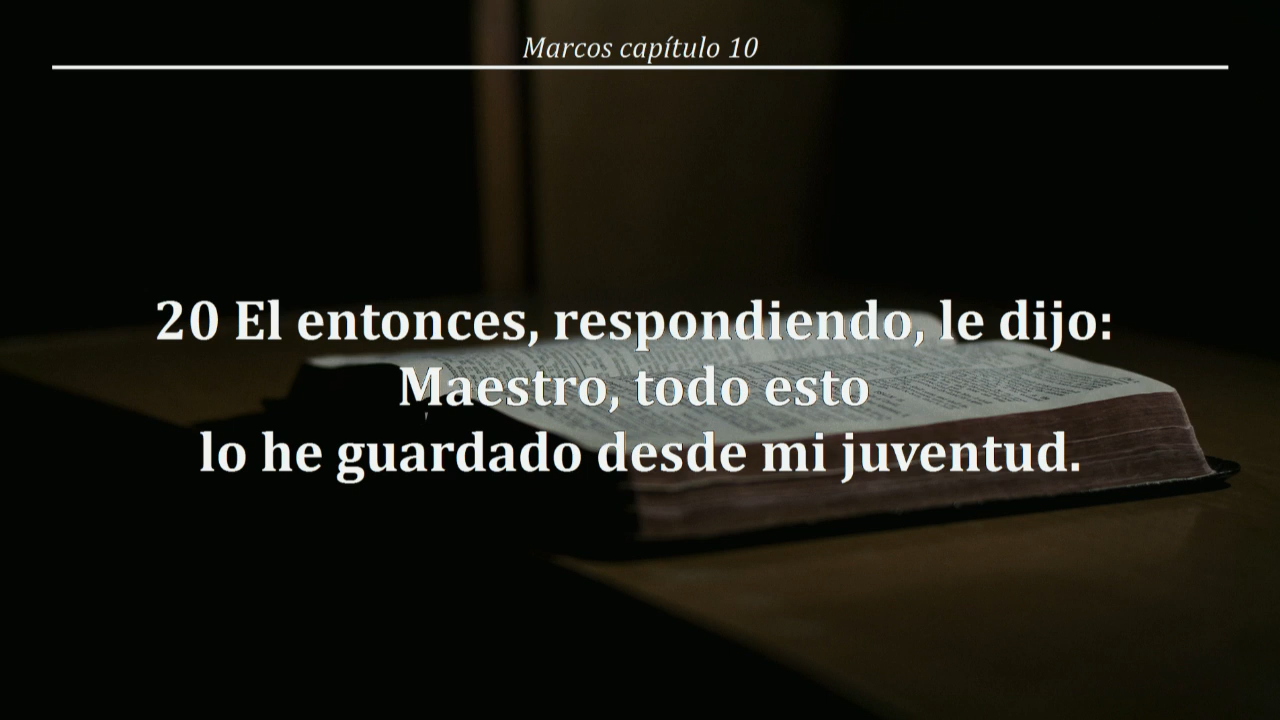 Marcos capítulo 10
20 El entonces, respondiendo, le dijo:
Maestro, todo esto
lo he guardado desde mi juventud.